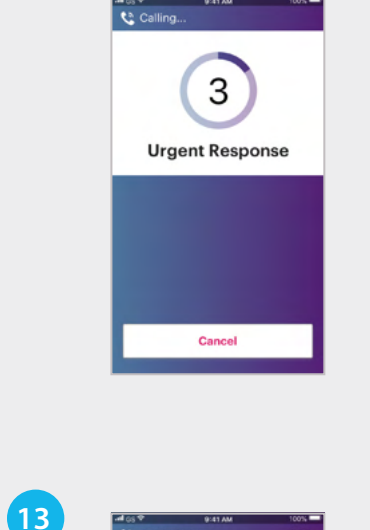 9:41 AM 100%
Calling...
3
Urgent Response
Cancel
13
9:41 AM 100%